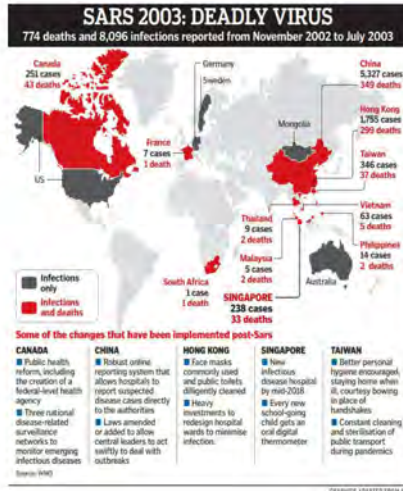 SARS 2003: DEADLY VIRUS
774 deaths and 8,096 infections reported from November 2002 to July 2003
Canada
251 cases
43 deaths
US
Germany
Sweden
France
7 cases
1 death
Mongolia
China
5,327 cases
349 deaths
Hong Kong
1,755 cases
299 deaths
Taiwan
346 cases
37 deaths
Vietnam
63 cases
5 deaths
Philippines
14 cases
2 deaths
Thailand
9 cases
2 deaths
Malaysia
5 cases
2 deaths
SINGAPORE
238 cases
33 deaths
Australia
South Africa
1 case
1 death
Infections
only
Infections
and deaths
Some of the changes that have been implemented post-Sars
CANADA
Public health
reform, including
the creation of a
federal-level health
agency
Three national
disease-related
surveillance
networks to
monitor emerging
infectious diseases
CHINA
Robust online
reporting system that
allows hospitals to
report suspected
disease cases directly
to the authorities
Laws amended
or added to allow
central leaders to act
swiftly to deal with
outbreaks
HONG KONG
Face masks
commonly used
and public toilets
diligently cleaned
Heavy
investments to
redesign hospital
wards to minimise
infection
SINGAPORE
New
infectious
disease hospital
by mid-2018
Every new
school-going
child gets an
oral digital
thermometer
TAIWAN
Better personal
hygiene encouraged,
staying home when
ill, courtesy bowing
in place of
handshakes
Constant cleaning
and sterilisation of
public transport
during pandemics
Source: WHO